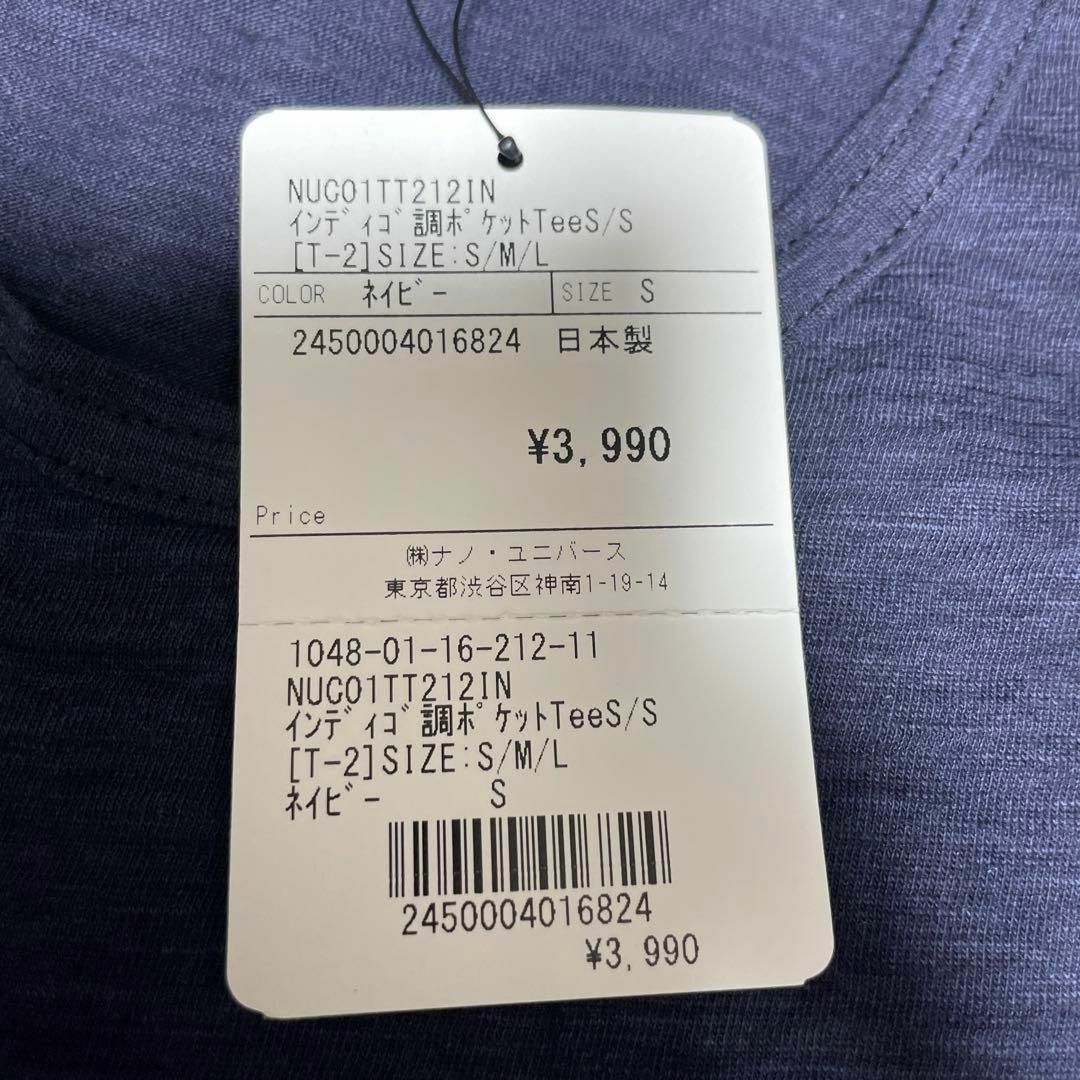 NUC01TT212IN
ｲﾝﾃﾞｨｺﾞ調ﾎﾟｹｯﾄTeeS/S
[T-2]SIZE:S/M/L
COLOR ﾈｲﾋﾞｰ SIZE S
2450004016824 日本製
¥3,990
Price
㈱ナノ・ユニバース
東京都渋谷区神南1-19-14
1048-01-16-212-11
NUC01TT212IN
ｲﾝﾃﾞｨｺﾞ調ﾎﾟｹｯﾄTeeS/S
[T-2]SIZE:S/M/L
ﾈｲﾋﾞｰ S
2450004016824
¥3,990